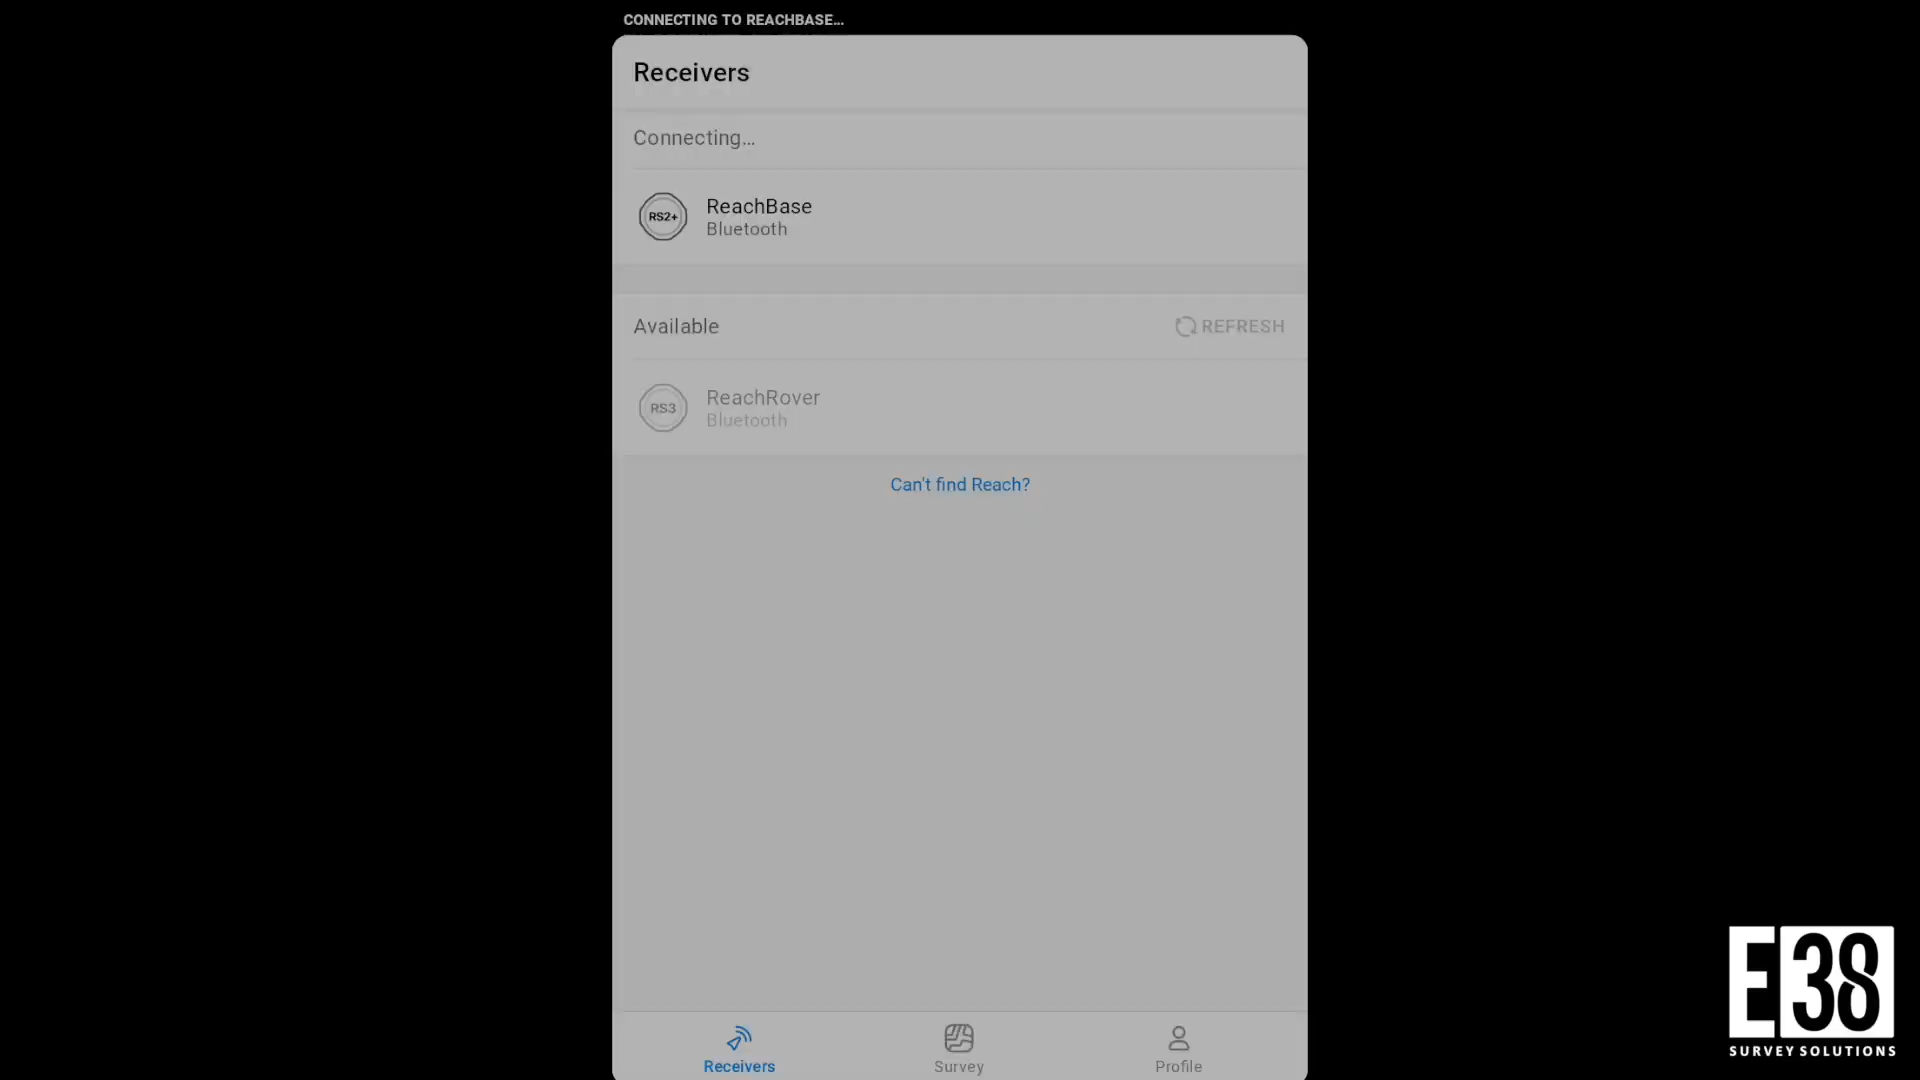 CONNECTING TO REACHBASE...
Receivers
Connecting...
RS2+
ReachBase
Bluetooth
Available
REFRESH
RS3
ReachRover
Bluetooth
Can't find Reach?
Receivers
Survey
Profile
E38
SURVEY SOLUTIONS